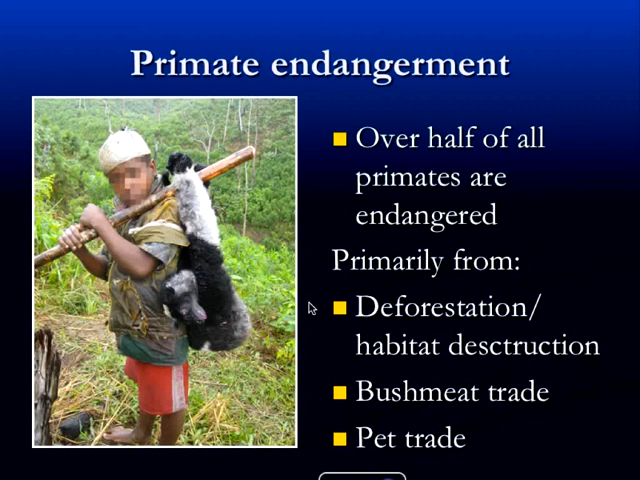 Primate endangerment
Over half of all
primates are
endangered
Primarily from:
Deforestation/
habitat desctruction
Bushmeat trade
Pet trade